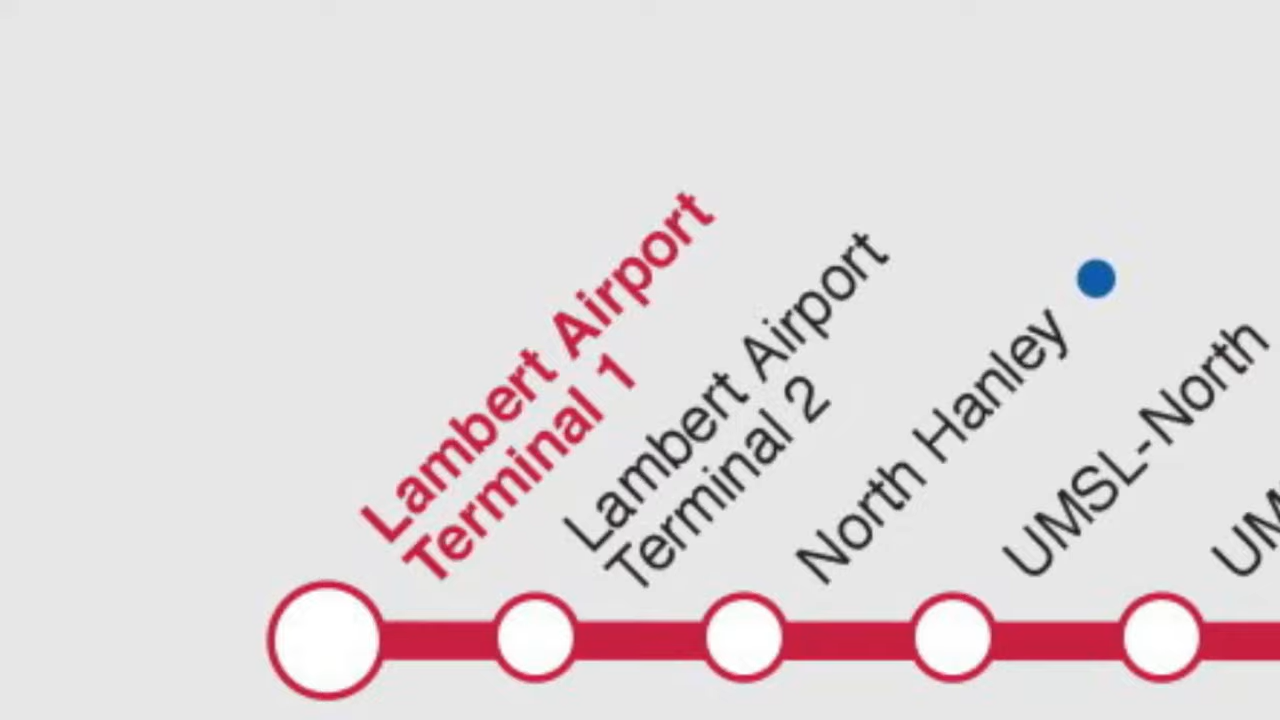 Lambert Airport
Terminal 1
Lambert Airport
Terminal 2
North Hanley
UMSL-North